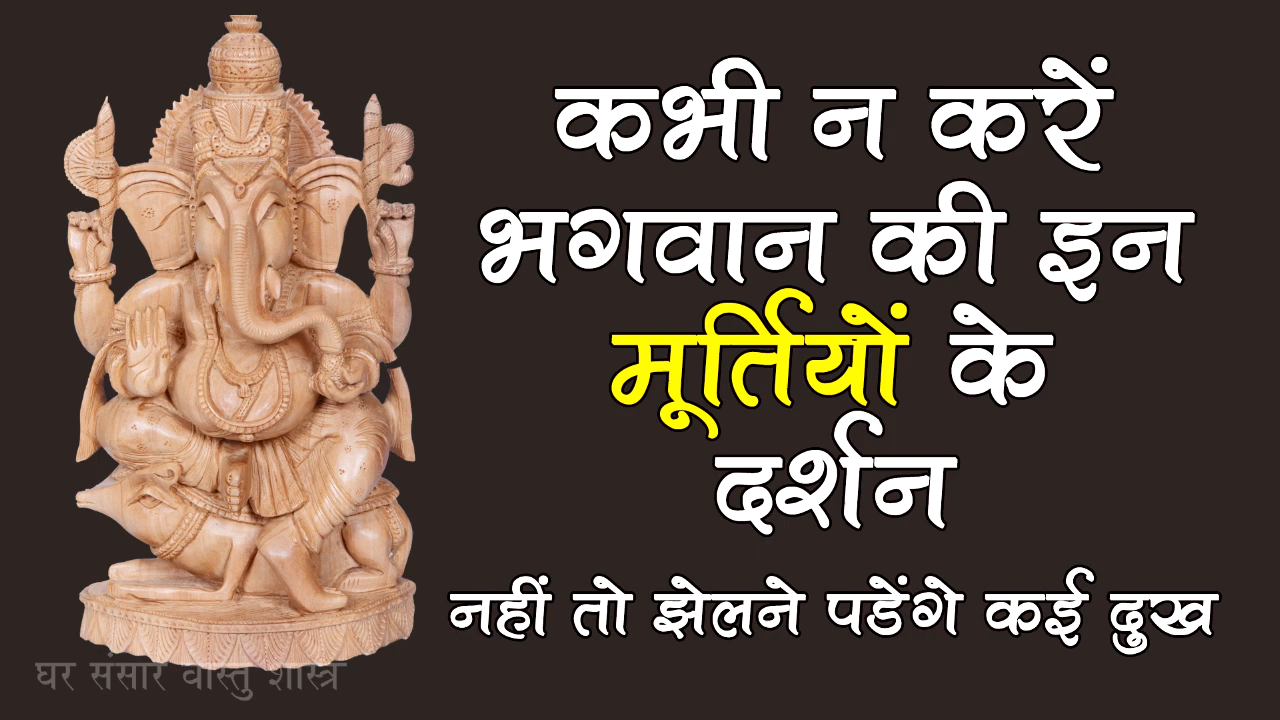 कभी न करें
भगवान की इन
मूर्तियों के
दर्शन
नहीं तो झेलने पडेंगे कई दुख
घर संसार वास्तु शास्त्र